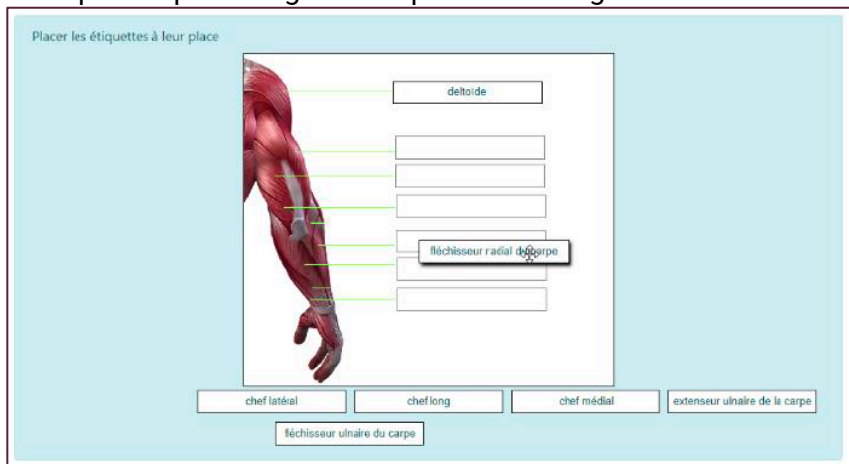 Placer les étiquettes à leur place
deltoïde
fléchisseur radial du carpe
chef latéral
chef long
chef médial
extenseur ulnaire de la carpe
fléchisseur ulnaire du carpe